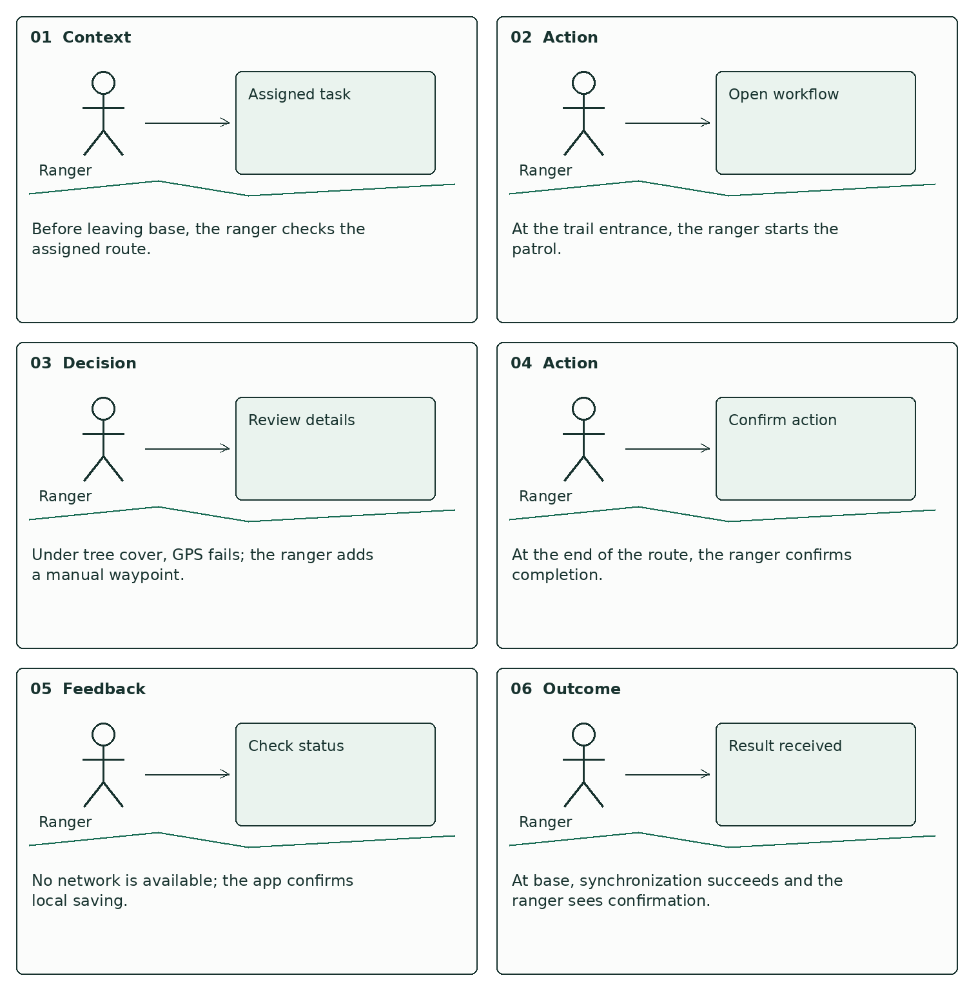 01 Context
Assigned task
Ranger
Before leaving base, the ranger checks the
assigned route.
02 Action
Open workflow
Ranger
At the trail entrance, the ranger starts the
patrol.
03 Decision
Review details
Ranger
Under tree cover, GPS fails; the ranger adds
a manual waypoint.
04 Action
Confirm action
Ranger
At the end of the route, the ranger confirms
completion.
05 Feedback
Check status
Ranger
No network is available; the app confirms
local saving.
06 Outcome
Result received
Ranger
At base, synchronization succeeds and the
ranger sees confirmation.